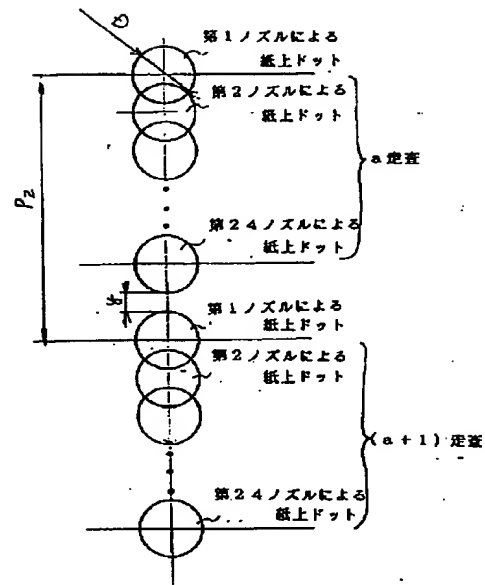 D
第1ノズルによる
紙上ドット
第2ノズルによる
紙上ドット
a走査
P2
第24ノズルによる
紙上ドット
y
第1ノズルによる
紙上ドット
第2ノズルによる
紙上ドット
(a+1)走査
第24ノズルによる
紙上ドット